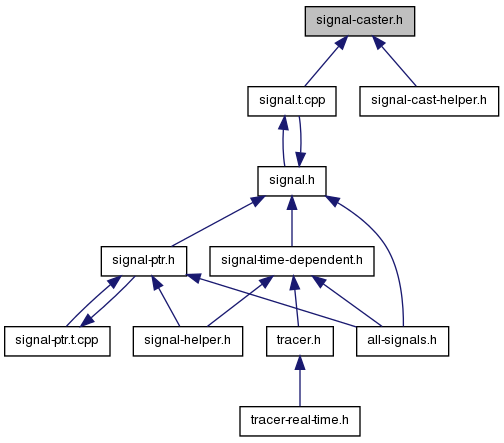 signal-caster.h
signal.t.cpp
signal-cast-helper.h
signal.h
signal-ptr.h
signal-time-dependent.h
signal-ptr.t.cpp
signal-helper.h
tracer.h
all-signals.h
tracer-real-time.h